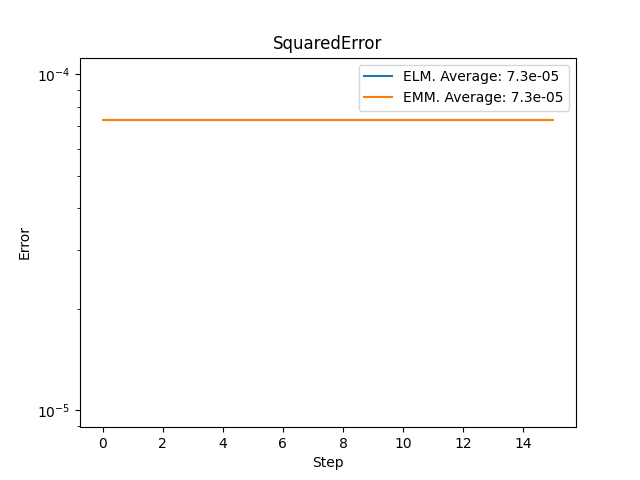 SquaredError
ELM. Average: 7.3e-05
EMM. Average: 7.3e-05
10⁻⁴
10⁻⁵
Error
0 2 4 6 8 10 12 14
Step